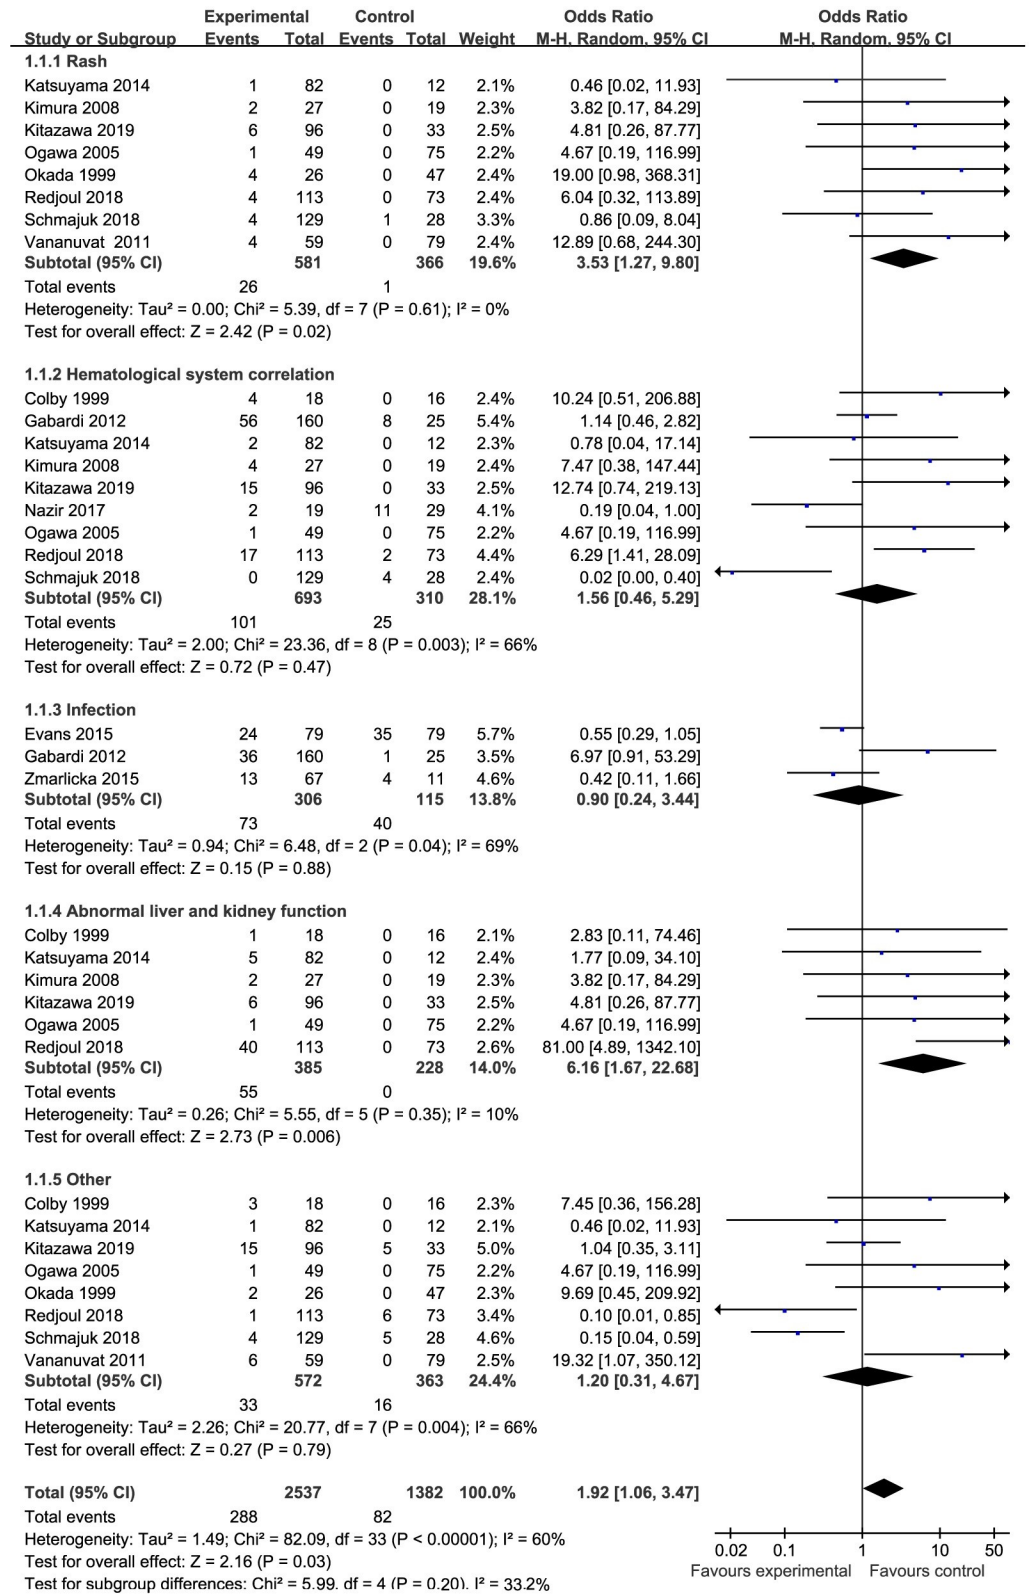 Experimental Control Odds Ratio Odds Ratio
Study or Subgroup Events Total Events Total Weight M-H, Random, 95% CI M-H, Random, 95% CI
1.1.1 Rash
Katsuyama 2014 1 82 0 12 2.1% 0.46 [0.02, 11.93]
Kimura 2008 2 27 0 19 2.3% 3.82 [0.17, 84.29]
Kitazawa 2019 6 96 0 33 2.5% 4.81 [0.26, 87.77]
Ogawa 2005 1 49 0 75 2.2% 4.67 [0.19, 116.99]
Okada 1999 4 26 0 47 2.4% 19.00 [0.98, 368.31]
Redjoul 2018 4 113 0 73 2.4% 6.04 [0.32, 113.89]
Schmajuk 2018 4 129 1 28 3.3% 0.86 [0.09, 8.04]
Vananuvat 2011 4 59 0 79 2.4% 12.89 [0.68, 244.30]
Subtotal (95% CI) 581 366 19.6% 3.53 [1.27, 9.80]
Total events 26 1
Heterogeneity: Tau² = 0.00; Chi² = 5.39, df = 7 (P = 0.61); I² = 0%
Test for overall effect: Z = 2.42 (P = 0.02)
1.1.2 Hematological system correlation
Colby 1999 4 18 0 16 2.4% 10.24 [0.51, 206.88]
Gabardi 2012 56 160 8 25 5.4% 1.14 [0.46, 2.82]
Katsuyama 2014 2 82 0 12 2.3% 0.78 [0.04, 17.14]
Kimura 2008 4 27 0 19 2.4% 7.47 [0.38, 147.44]
Kitazawa 2019 15 96 0 33 2.5% 12.74 [0.74, 219.13]
Nazir 2017 2 19 11 29 4.1% 0.19 [0.04, 1.00]
Ogawa 2005 1 49 0 75 2.2% 4.67 [0.19, 116.99]
Redjoul 2018 17 113 2 73 4.4% 6.29 [1.41, 28.09]
Schmajuk 2018 0 129 4 28 2.4% 0.02 [0.00, 0.40]
Subtotal (95% CI) 693 310 28.1% 1.56 [0.46, 5.29]
Total events 101 25
Heterogeneity: Tau² = 2.00; Chi² = 23.36, df = 8 (P = 0.003); I² = 66%
Test for overall effect: Z = 0.72 (P = 0.47)
1.1.3 Infection
Evans 2015 24 79 35 79 5.7% 0.55 [0.29, 1.05]
Gabardi 2012 36 160 1 25 3.5% 6.97 [0.91, 53.29]
Zmarlicka 2015 13 67 4 11 4.6% 0.42 [0.11, 1.66]
Subtotal (95% CI) 306 115 13.8% 0.90 [0.24, 3.44]
Total events 73 40
Heterogeneity: Tau² = 0.94; Chi² = 6.48, df = 2 (P = 0.04); I² = 69%
Test for overall effect: Z = 0.15 (P = 0.88)
1.1.4 Abnormal liver and kidney function
Colby 1999 1 18 0 16 2.1% 2.83 [0.11, 74.46]
Katsuyama 2014 5 82 0 12 2.4% 1.77 [0.09, 34.10]
Kimura 2008 2 27 0 19 2.3% 3.82 [0.17, 84.29]
Kitazawa 2019 6 96 0 33 2.5% 4.81 [0.26, 87.77]
Ogawa 2005 1 49 0 75 2.2% 4.67 [0.19, 116.99]
Redjoul 2018 40 113 0 73 2.6% 81.00 [4.89, 1342.10]
Subtotal (95% CI) 385 228 14.0% 6.16 [1.67, 22.68]
Total events 55 0
Heterogeneity: Tau² = 0.26; Chi² = 5.55, df = 5 (P = 0.35); I² = 10%
Test for overall effect: Z = 2.73 (P = 0.006)
1.1.5 Other
Colby 1999 3 18 0 16 2.3% 7.45 [0.36, 156.28]
Katsuyama 2014 1 82 0 12 2.1% 0.46 [0.02, 11.93]
Kitazawa 2019 15 96 5 33 5.0% 1.04 [0.35, 3.11]
Ogawa 2005 1 49 0 75 2.2% 4.67 [0.19, 116.99]
Okada 1999 2 26 0 47 2.3% 9.69 [0.45, 209.92]
Redjoul 2018 1 113 6 73 3.4% 0.10 [0.01, 0.85]
Schmajuk 2018 4 129 5 28 4.6% 0.15 [0.04, 0.59]
Vananuvat 2011 6 59 0 79 2.5% 19.32 [1.07, 350.12]
Subtotal (95% CI) 572 363 24.4% 1.20 [0.31, 4.67]
Total events 33 16
Heterogeneity: Tau² = 2.26; Chi² = 20.77, df = 7 (P = 0.004); I² = 66%
Test for overall effect: Z = 0.27 (P = 0.79)
Total (95% CI) 2537 1382 100.0% 1.92 [1.06, 3.47]
Total events 288 82
Heterogeneity: Tau² = 1.49; Chi² = 82.09, df = 33 (P < 0.00001); I² = 60%
Test for overall effect: Z = 2.16 (P = 0.03)
Test for subgroup differences: Chi² = 5.99, df = 4 (P = 0.20), I² = 33.2%
0.02 0.1 1 10 50
Favours experimental Favours control